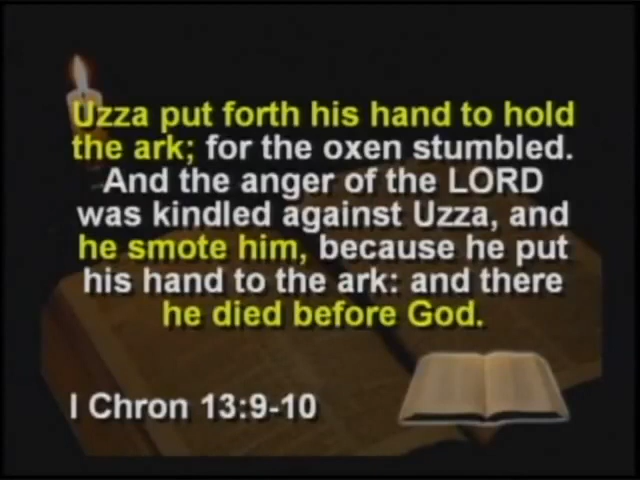 Uzza put forth his hand to hold
the ark; for the oxen stumbled.
And the anger of the LORD
was kindled against Uzza, and
he smote him, because he put
his hand to the ark: and there
he died before God.
I Chron 13:9-10